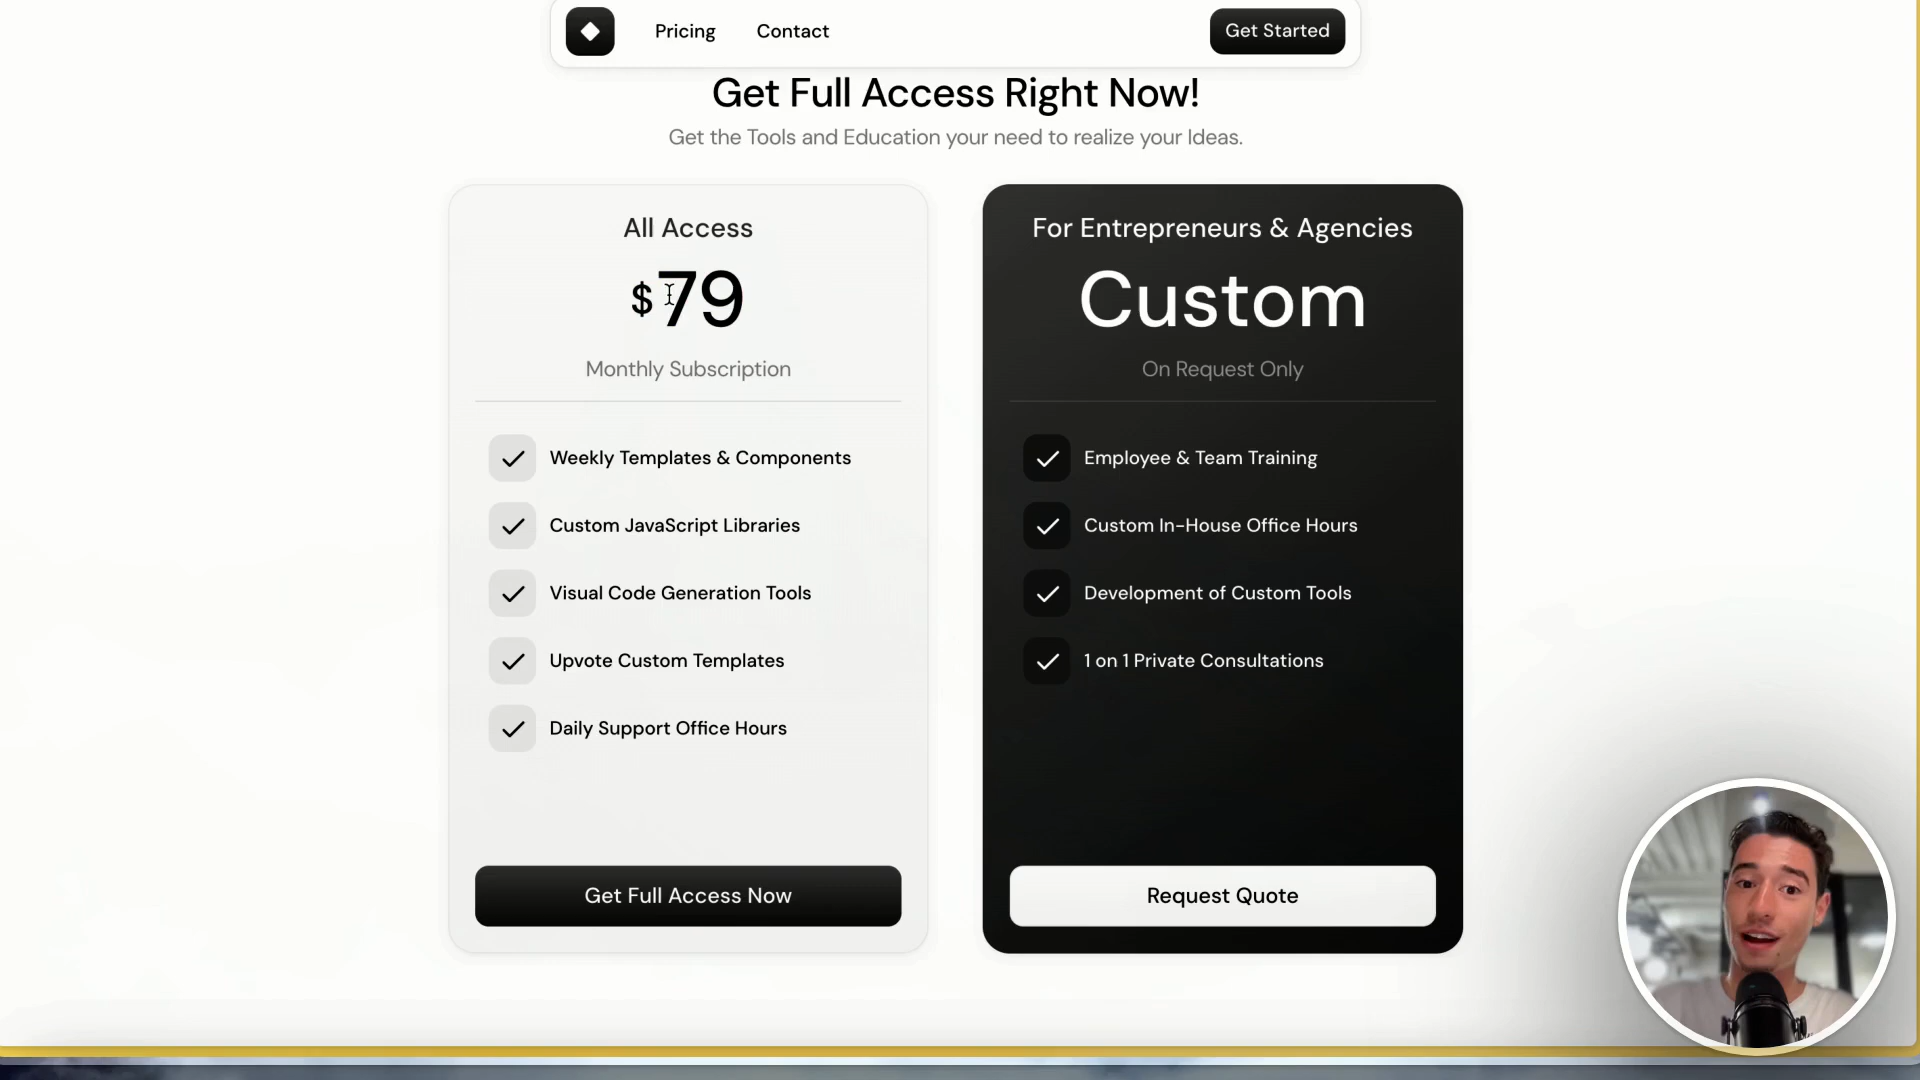 Pricing
Contact
Get Started
Get Full Access Right Now!
Get the Tools and Education your need to realize your Ideas.
All Access
$79
Monthly Subscription
Weekly Templates & Components
Custom JavaScript Libraries
Visual Code Generation Tools
Upvote Custom Templates
Daily Support Office Hours
Get Full Access Now
For Entrepreneurs & Agencies
Custom
On Request Only
Employee & Team Training
Custom In-House Office Hours
Development of Custom Tools
1 on 1 Private Consultations
Request Quote